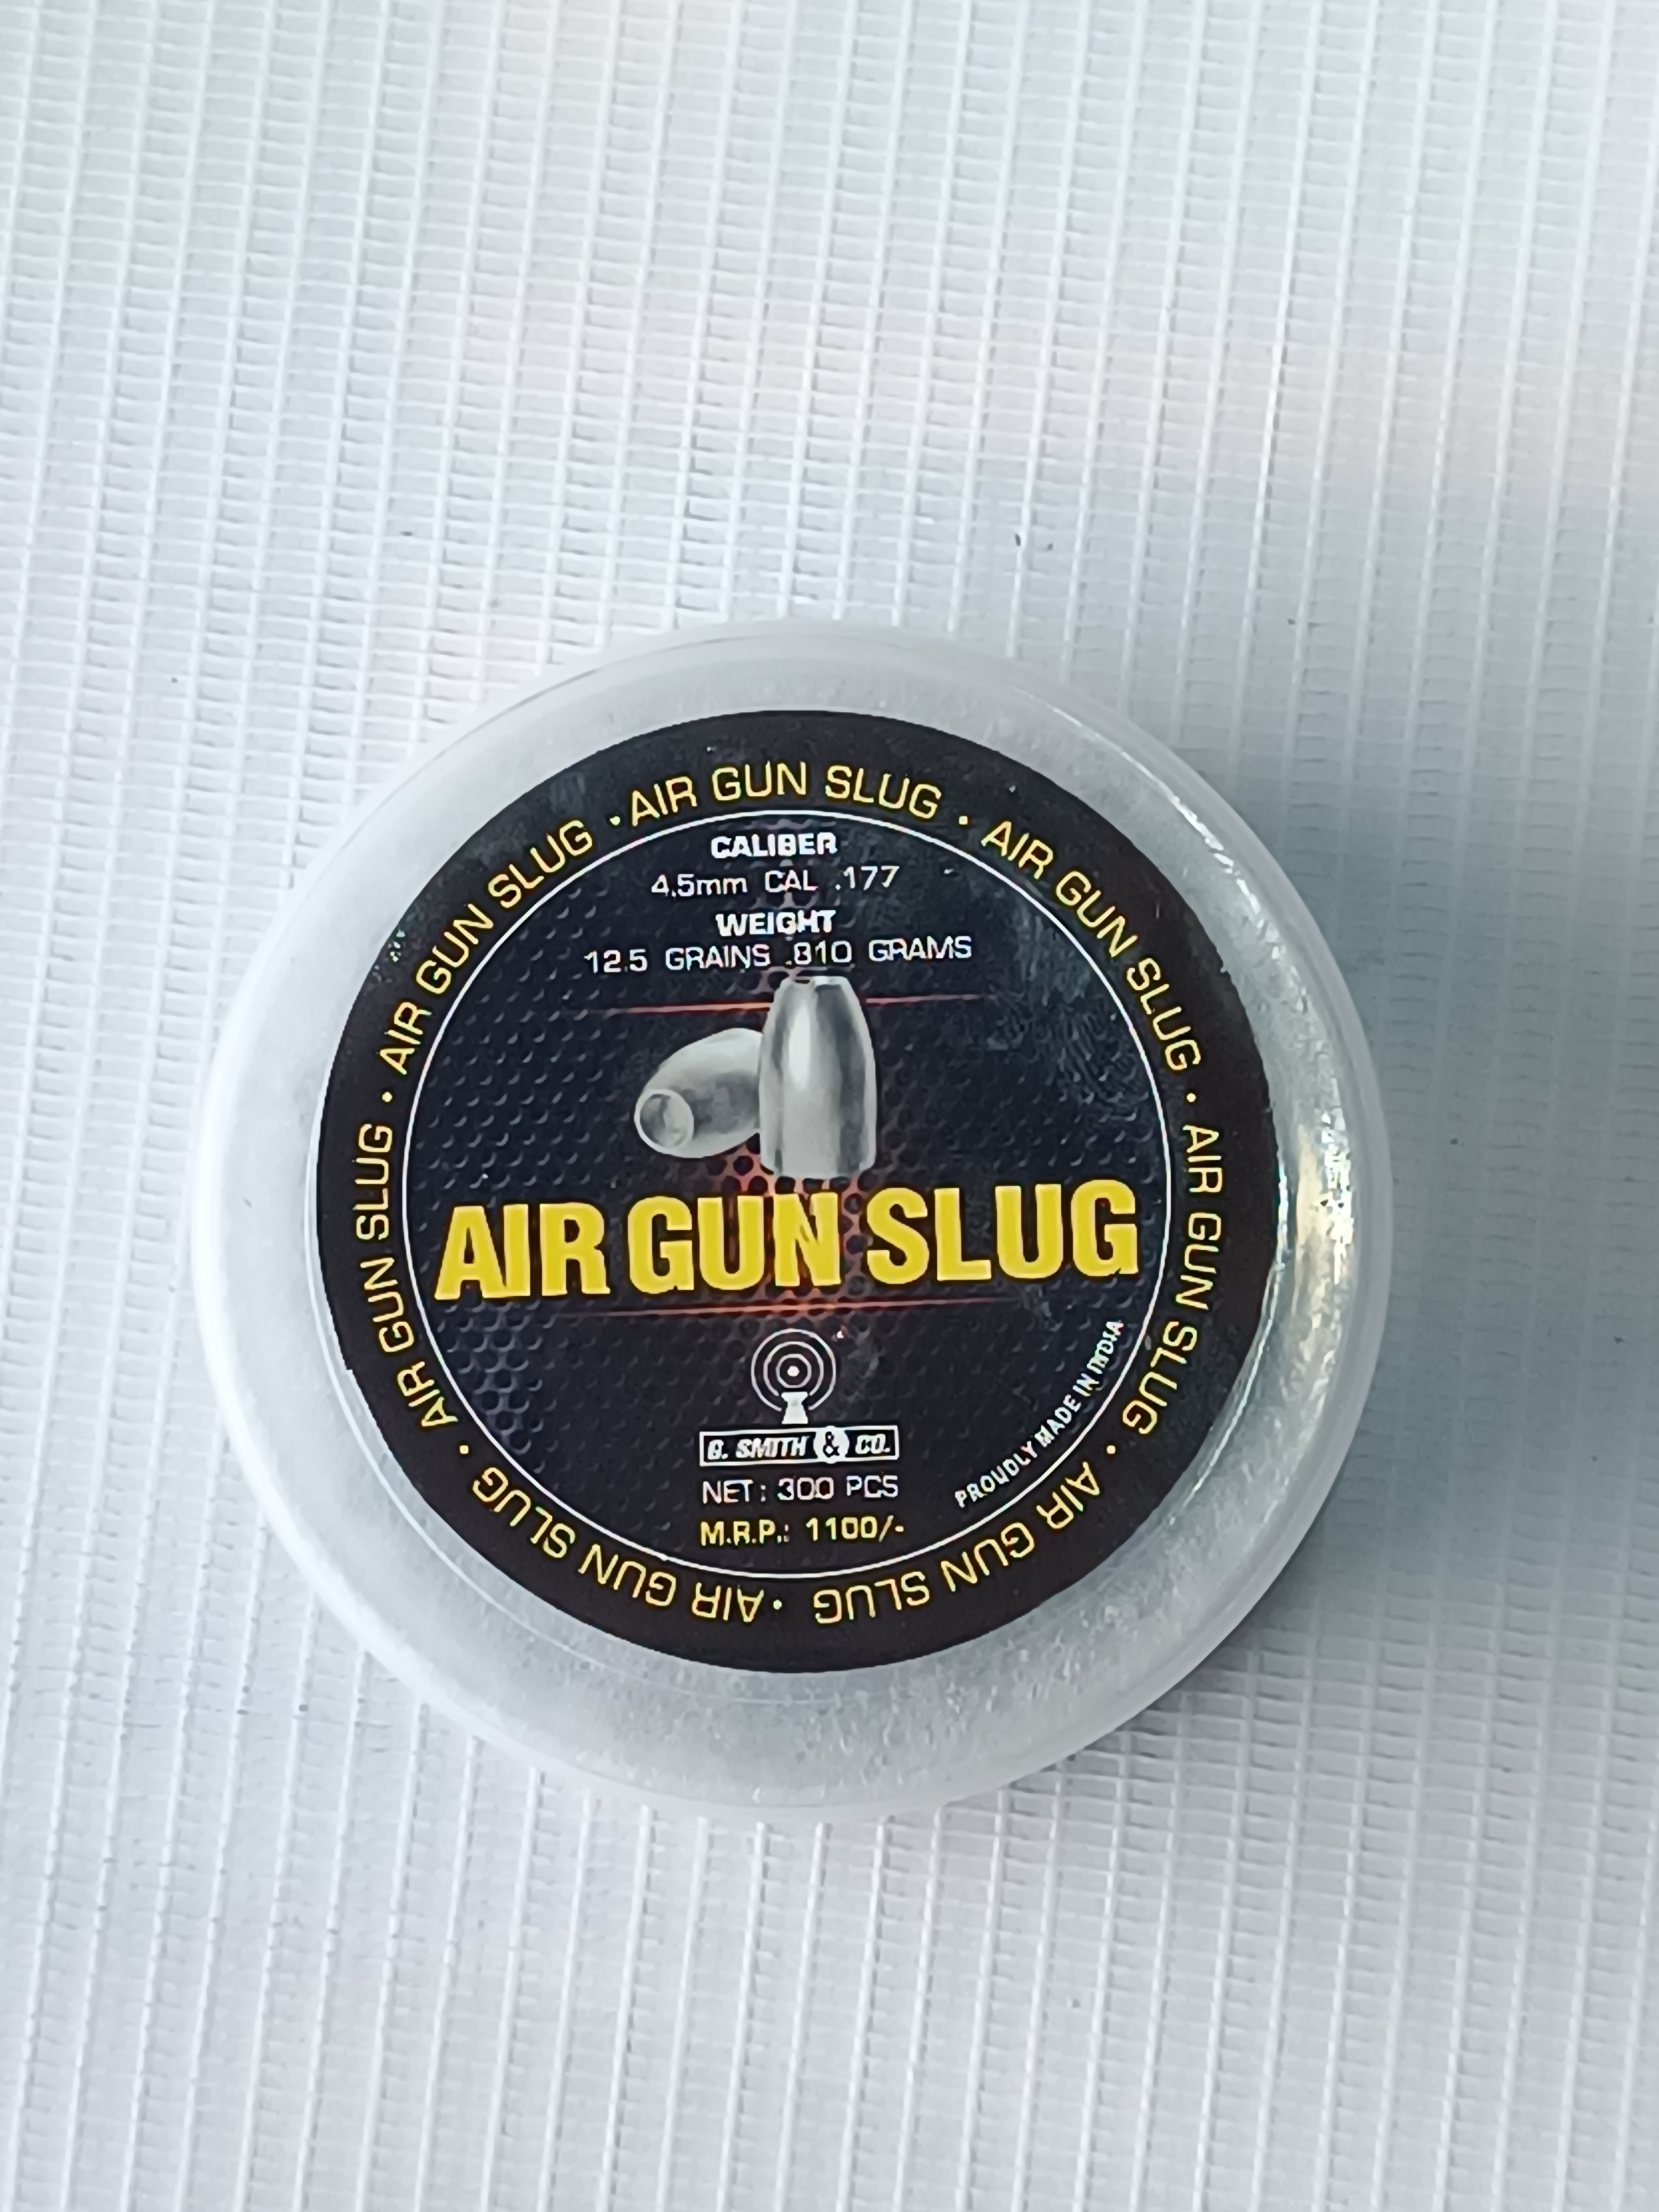 AIR GUN SLUG • AIR GUN SLUG • AIR GUN SLUG • AIR GUN SLUG • AIR GUN SLUG • AIR GUN SLUG • AIR GUN SLUG •
CALIBER
4.5mm CAL .177
WEIGHT
12.5 GRAINS .810 GRAMS
AIR GUN SLUG
G. SMITH & CO.
NET: 300 PCS
M.R.P.: 1100/-
PROUDLY MADE IN INDIA